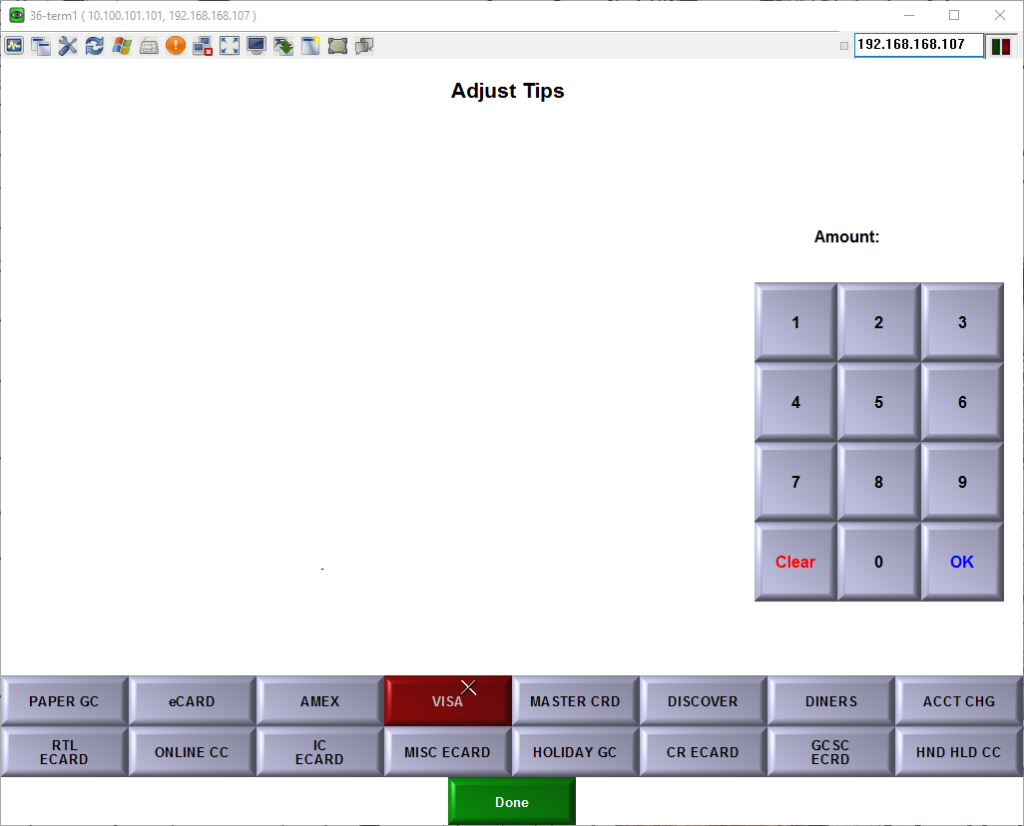 36-term1 ( 10.100.101.101, 192.168.168.107 )
192.168.168.107
Adjust Tips
Amount:
1 2 3
4 5 6
7 8 9
Clear 0 OK
PAPER GC eCARD AMEX VISA MASTER CRD DISCOVER DINERS ACCT CHG
RTL
ECARD
ONLINE CC
IC
ECARD
MISC ECARD HOLIDAY GC CR ECARD
GC SC
ECRD
HND HLD CC
Done